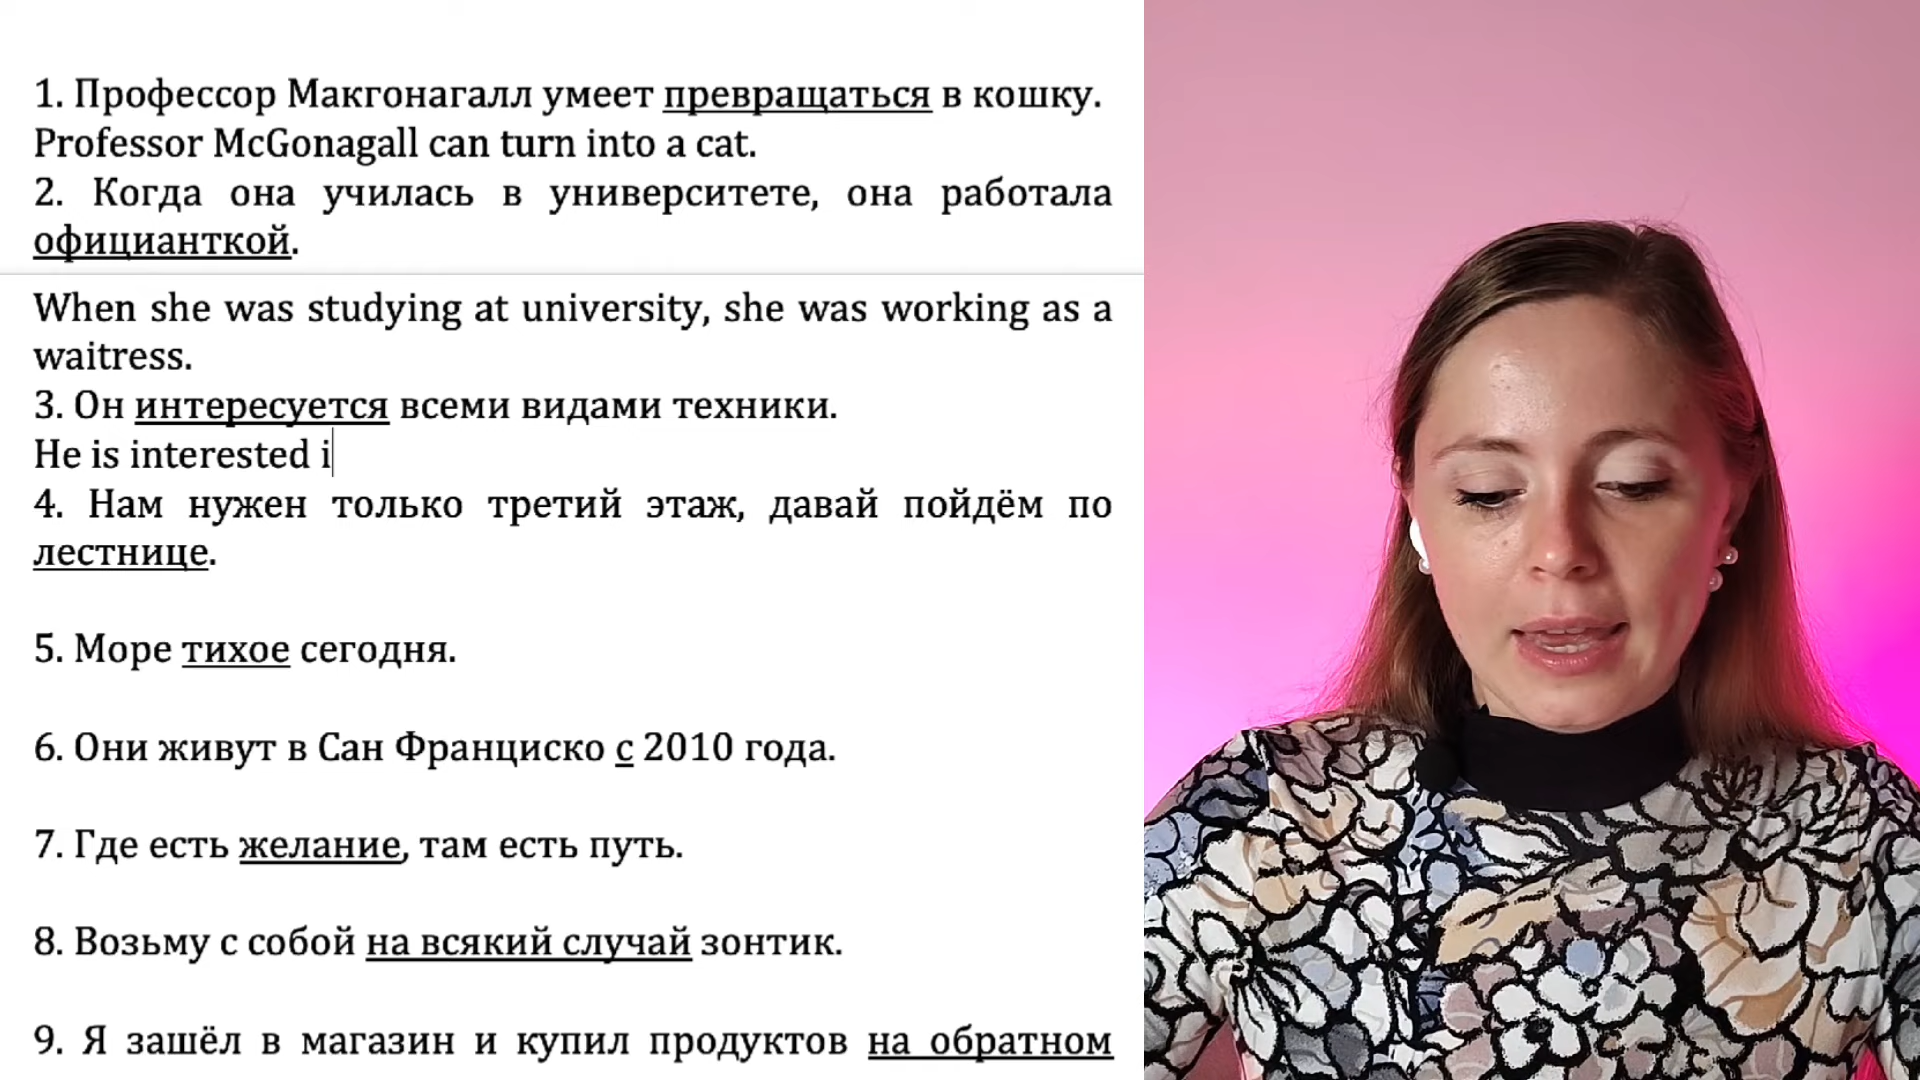 1. Профессор Макгонагалл умеет превращаться в кошку.
Professor McGonagall can turn into a cat.
2. Когда она училась в университете, она работала
официанткой.
When she was studying at university, she was working as a
waitress.
3. Он интересуется всеми видами техники.
He is interested i
4. Нам нужен только третий этаж, давай пойдём по
лестнице.
5. Море тихое сегодня.
6. Они живут в Сан Франциско с 2010 года.
7. Где есть желание, там есть путь.
8. Возьму с собой на всякий случай зонтик.
9. Я зашёл в магазин и купил продуктов на обратном